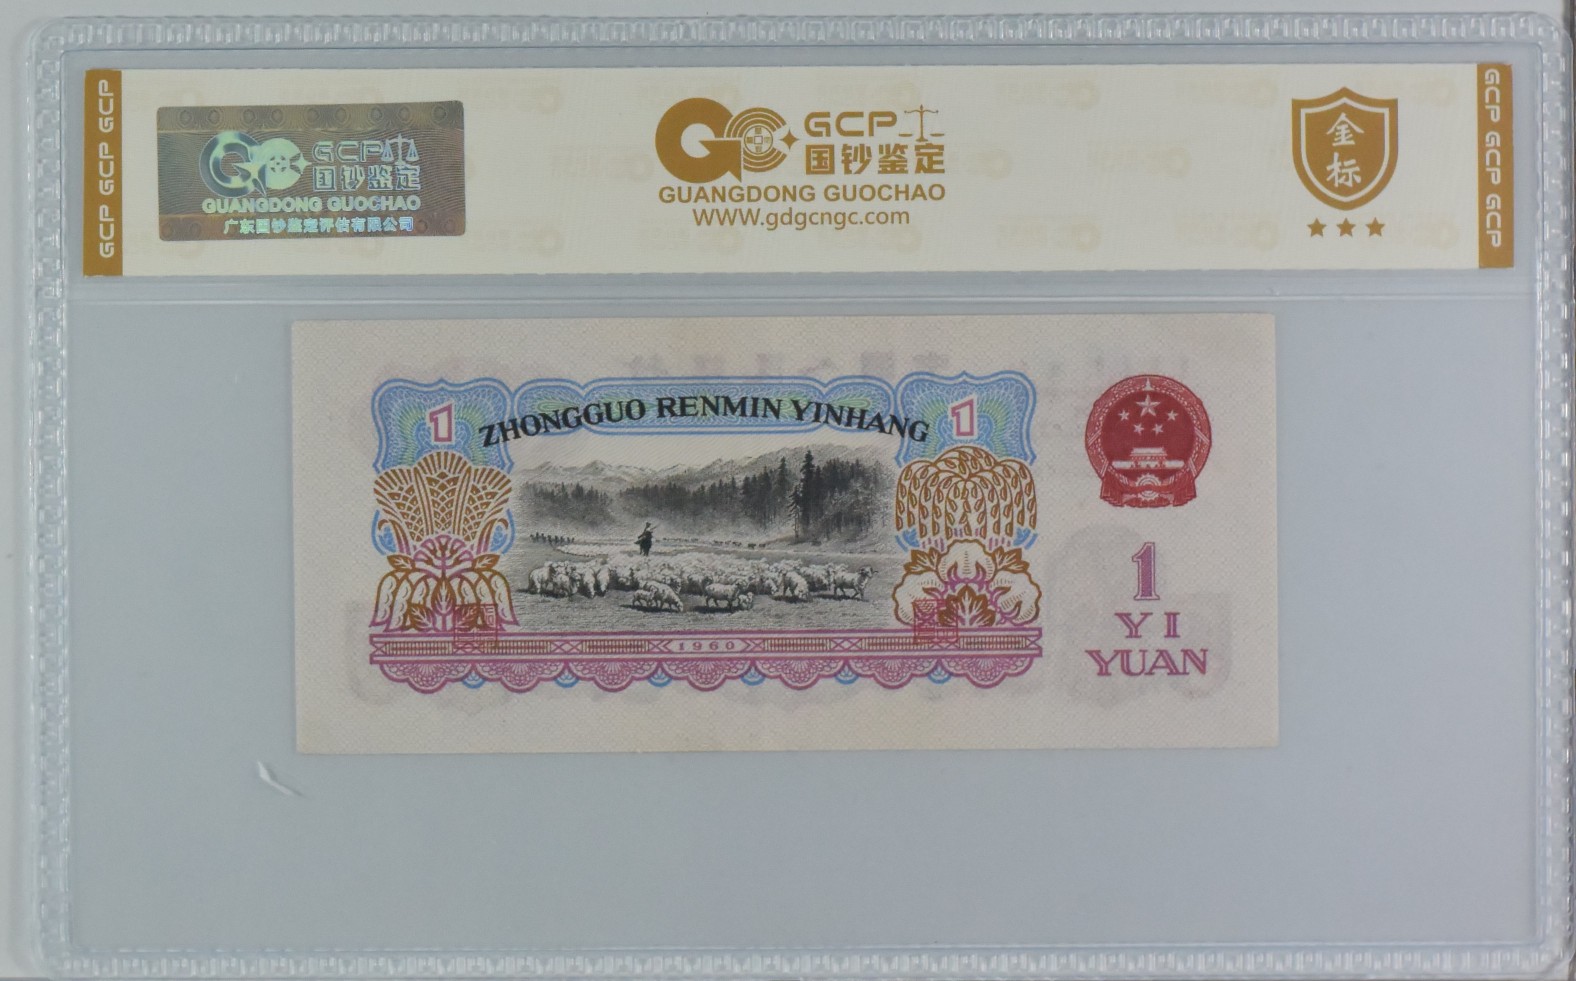 GCP GCP GCP
GCP
国钞鉴定
GUANGDONG GUOCHAO
广东国钞鉴定评估有限公司
GCP
国钞鉴定
GUANGDONG GUOCHAO
WWW.gdgcngc.com
金
标
GCP GCP GCP
1
ZHONGGUO RENMIN YINHANG
1
1960
1
YI
YUAN